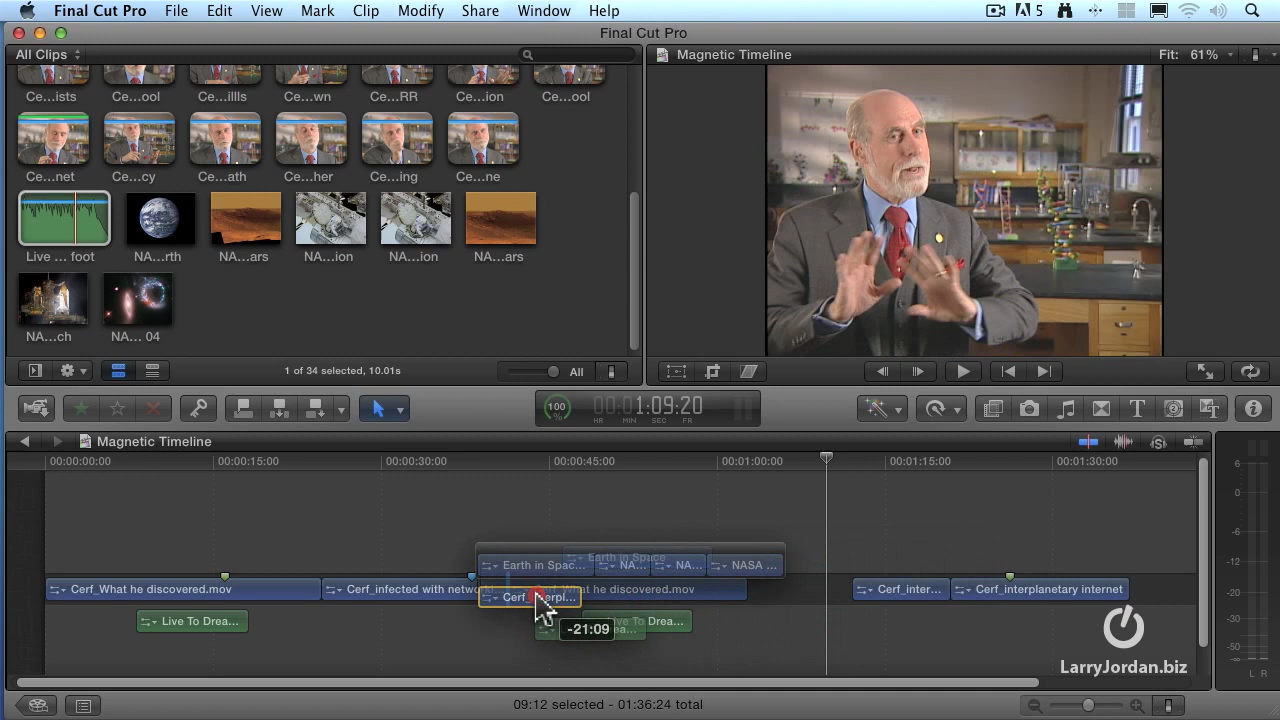 Final Cut Pro File Edit View Mark Clip Modify Share Window Help 5
Final Cut Pro
All Clips
Magnetic Timeline Fit: 61%
Ce...ists Ce...ool Ce...illls Ce...wn Ce...RR Ce...ion Ce...ool
Ce...net Ce...cy Ce...ath Ce...her Ce...ing Ce...ne
Live ... foot NA...rth NA...ars NA...ion NA...ion NA...ars
NA...ch NA... 04
1 of 34 selected, 10.01s All
100 % 00:01:09:20
HR MIN SEC FR
Magnetic Timeline
00:00:00:00 00:00:15:00 00:00:30:00 00:00:45:00 00:01:00:00 00:01:15:00 00:01:30:00
6
0
-6
-12
-20
-30
-50
-∞
L R
Earth in Space
Earth in Spac... NA... NA... NASA ...
Cerf_What he discovered.mov Cerf_infected with netwo What he discovered.mov Cerf_inter... Cerf_interplanetary internet
Live To Drea... Drea...
-21:09
LarryJordan.biz
09:12 selected - 01:36:24 total